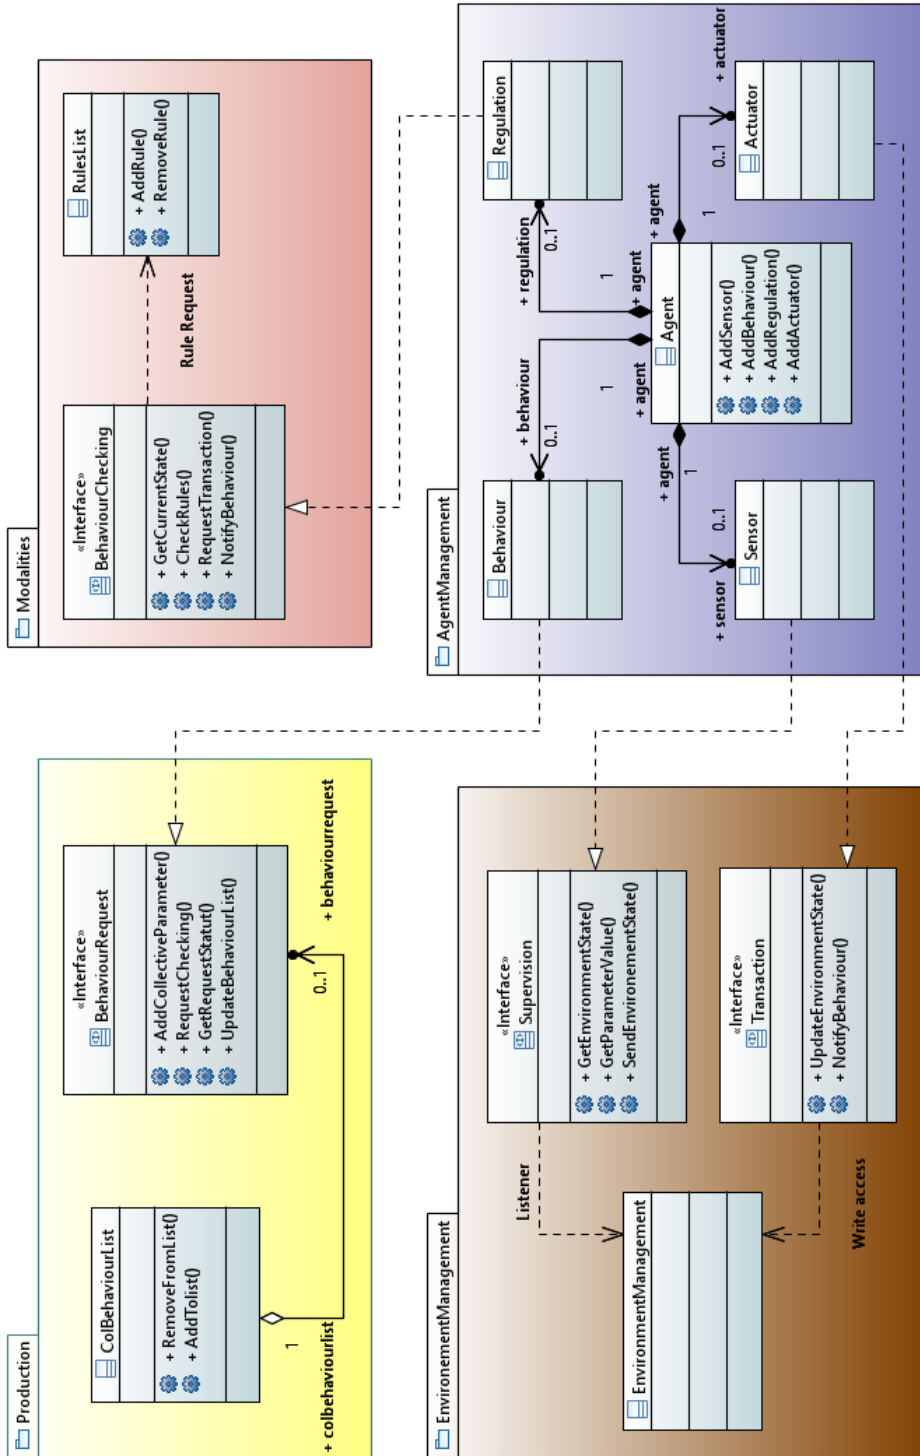 Production
«Interface»
BehaviourRequest
+ AddCollectiveParameter()
+ RequestChecking()
+ GetRequestStatut()
+ UpdateBehaviourList()
ColBehaviourList
+ RemoveFromList()
+ AddTolist()
1
+ colbehaviourlist
0..1
+ behaviourrequest
Modalities
«Interface»
BehaviourChecking
+ GetCurrentState()
+ CheckRules()
+ RequestTransaction()
+ NotifyBehaviour()
Rule Request
RulesList
+ AddRule()
+ RemoveRule()
EnvironementManagement
Listener
«Interface»
Supervision
+ GetEnvironmentState()
+ GetParameterValue()
+ SendEnvironementState()
EnvironmentManagement
«Interface»
Transaction
+ UpdateEnvironmentState()
+ NotifyBehaviour()
Write access
AgentManagement
Behaviour
+ behaviour
0..1
1
+ agent
Regulation
+ regulation
0..1
1
+ agent
Agent
+ AddSensor()
+ AddBehaviour()
+ AddRegulation()
+ AddActuator()
+ agent
1
0..1
+ sensor
Sensor
+ agent
1
0..1
+ actuator
Actuator